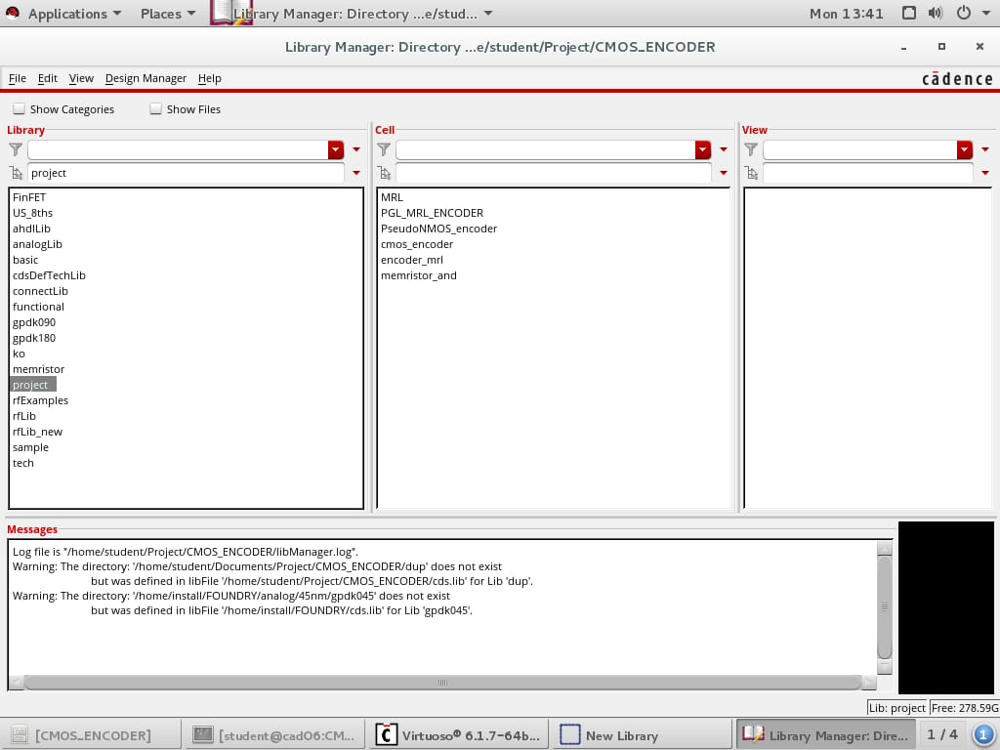 Applications Places Library Manager: Directory ...e/stud... Mon 13:41
Library Manager: Directory ...e/student/Project/CMOS_ENCODER
File Edit View Design Manager Help cādence
Show Categories Show Files
Library Cell View
project
FinFET
US_8ths
ahdlLib
analogLib
basic
cdsDefTechLib
connectLib
functional
gpdk090
gpdk180
ko
memristor
project
rfExamples
rfLib
rfLib_new
sample
tech
MRL
PGL_MRL_ENCODER
PseudoNMOS_encoder
cmos_encoder
encoder_mrl
memristor_and
Messages
Log file is "/home/student/Project/CMOS_ENCODER/libManager.log".
Warning: The directory: '/home/student/Documents/Project/CMOS_ENCODER/dup' does not exist
but was defined in libFile '/home/student/Project/CMOS_ENCODER/cds.lib' for Lib 'dup'.
Warning: The directory: '/home/install/FOUNDRY/analog/45nm/gpdk045' does not exist
but was defined in libFile '/home/install/FOUNDRY/cds.lib' for Lib 'gpdk045'.
Lib: project Free: 278.59G
[CMOS_ENCODER] [student@cad06:CM... Virtuoso® 6.1.7-64b... New Library Library Manager: Dire... 1 / 4 1